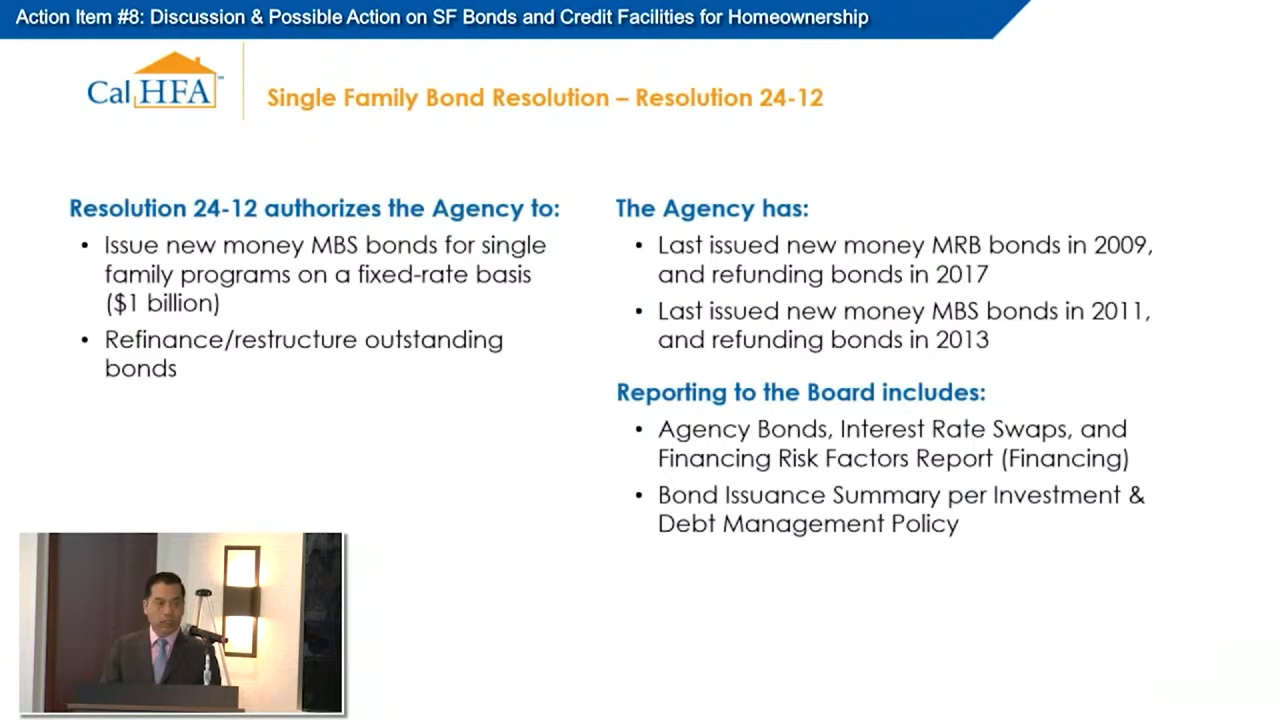 Action Item #8: Discussion & Possible Action on SF Bonds and Credit Facilities for Homeownership
Cal HFA™
Single Family Bond Resolution – Resolution 24-12
Resolution 24-12 authorizes the Agency to:
• Issue new money MBS bonds for single
family programs on a fixed-rate basis
($1 billion)
• Refinance/restructure outstanding
bonds
The Agency has:
• Last issued new money MRB bonds in 2009,
and refunding bonds in 2017
• Last issued new money MBS bonds in 2011,
and refunding bonds in 2013
Reporting to the Board includes:
• Agency Bonds, Interest Rate Swaps, and
Financing Risk Factors Report (Financing)
• Bond Issuance Summary per Investment &
Debt Management Policy